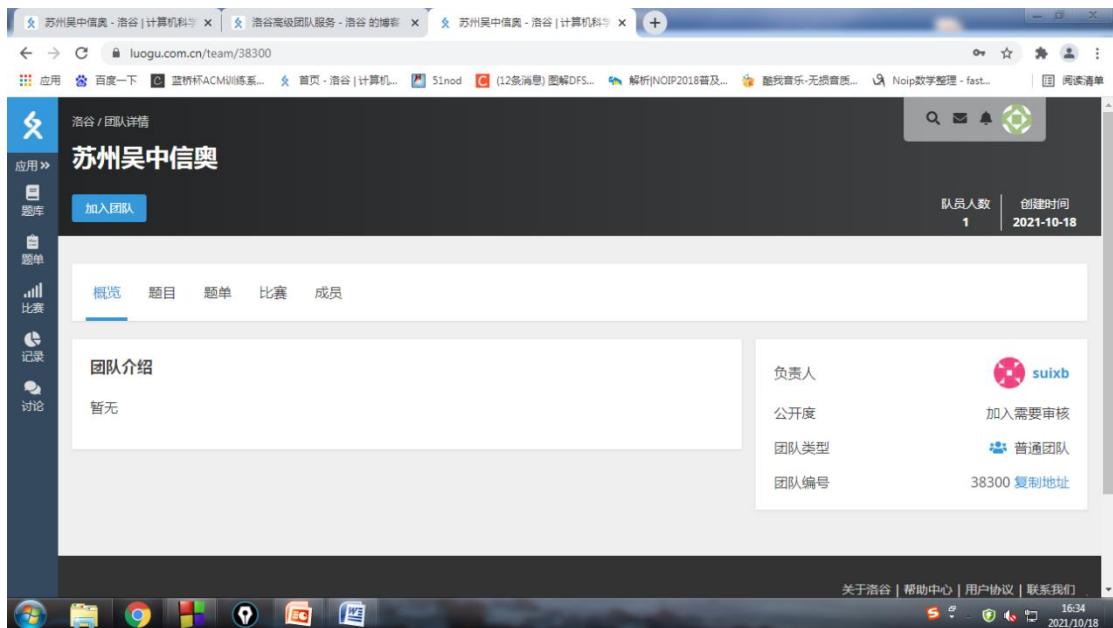 苏州吴中信奥 - 洛谷 | 计算机科学
洛谷高级团队服务 - 洛谷 的博客
苏州吴中信奥 - 洛谷 | 计算机科学
luogu.com.cn/team/38300
应用 百度一下 蓝桥杯ACM训练系... 首页 - 洛谷 | 计算机... 51nod (12条消息) 图解DFS... 解析|NOIP2018普及... 酷我音乐-无损音质... Noip数学整理 - fast... 阅读清单
洛谷 / 团队详情
应用
苏州吴中信奥
题库
加入团队
队员人数 创建时间
1 2021-10-18
题单
概览 题目 题单 比赛 成员
比赛
记录
讨论
团队介绍
暂无
负责人 suixb
公开度 加入需要审核
团队类型 普通团队
团队编号 38300 复制地址
关于洛谷 | 帮助中心 | 用户协议 | 联系我们
16:34
2021/10/18